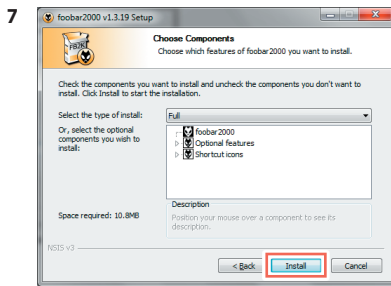 7
foobar2000 v1.3.19 Setup
Choose Components
Choose which features of foobar2000 you want to install.
Check the components you want to install and uncheck the components you don't want to
install. Click Install to start the installation.
Select the type of install:
Full
Or, select the optional
components you wish to
install:
foobar2000
Optional features
Shortcut icons
Description
Space required: 10.8MB
Position your mouse over a component to see its
description.
NSIS v3
< Back
Install
Cancel